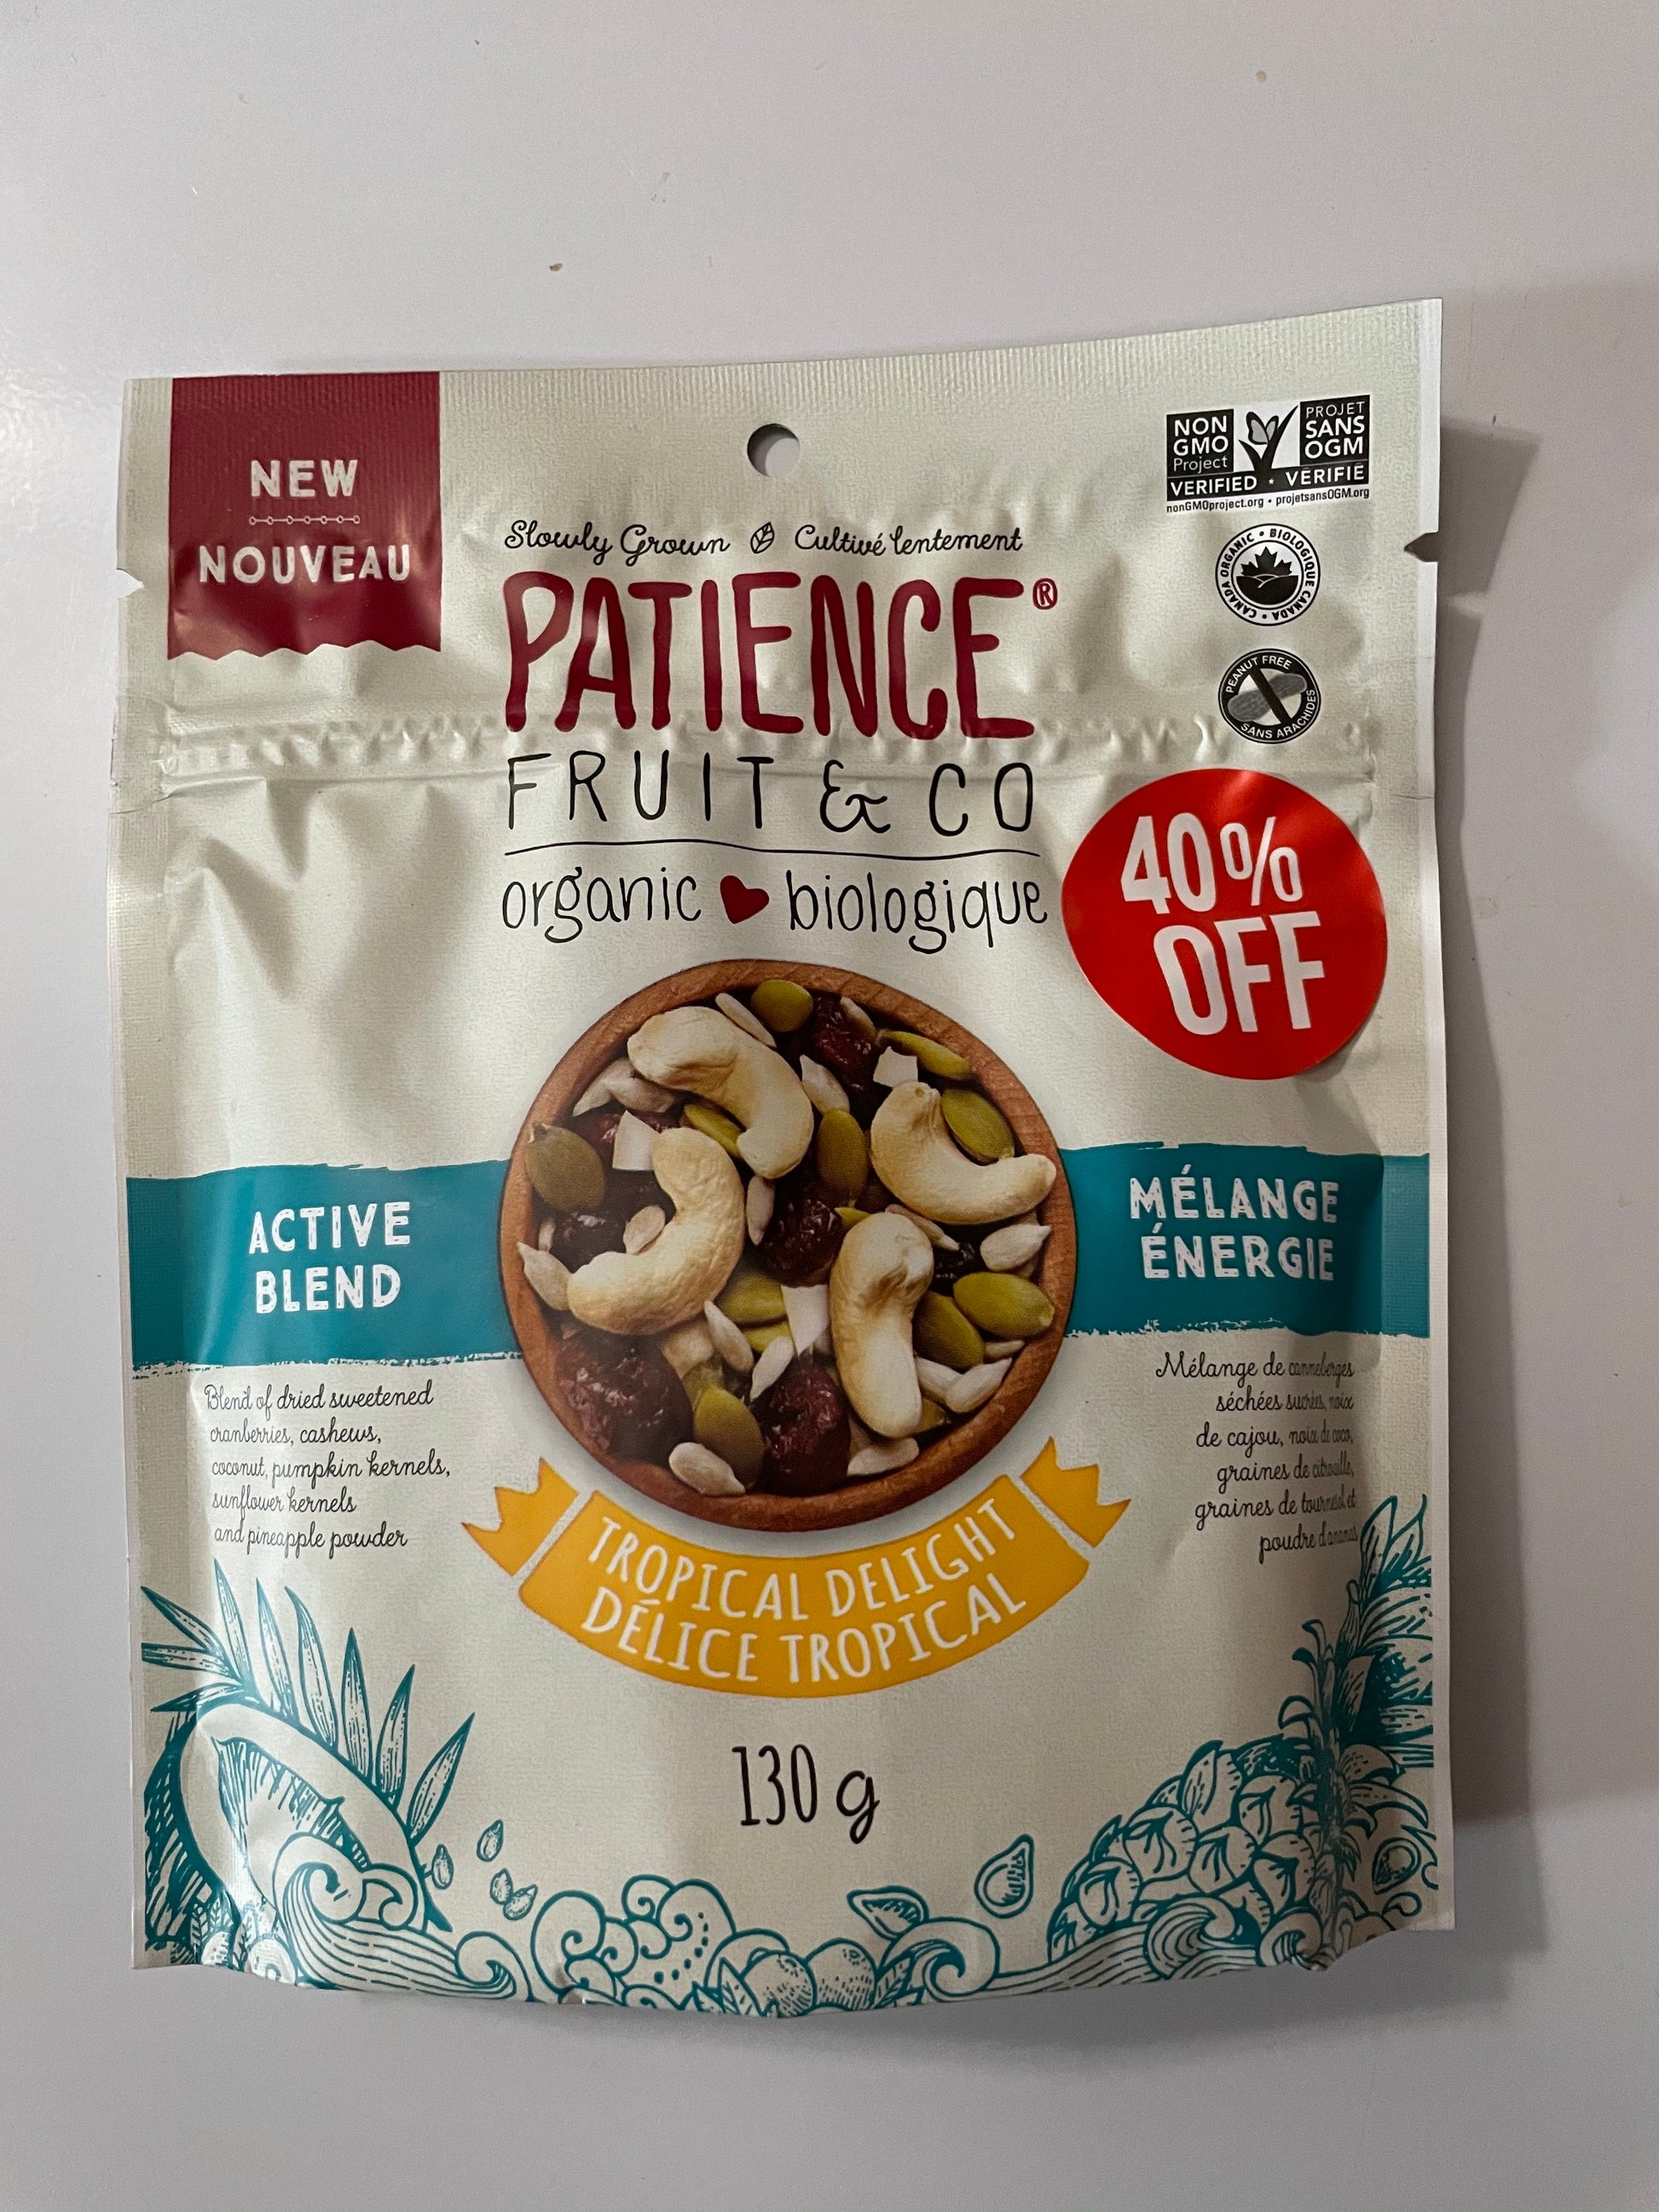 NEW
NOUVEAU
NON
GMO
Project
PROJET
SANS
OGM
VERIFIED • VÉRIFIÉ
nonGMOproject.org • projetsansOGM.org
CANADA ORGANIC • BIOLOGIQUE CANADA •
PEANUT FREE
SANS ARACHIDES
Slowly Grown Cultivé lentement
PATIENCE®
FRUIT & CO
organic biologique
40%
OFF
ACTIVE
BLEND
Blend of dried sweetened
cranberries, cashews,
coconut, pumpkin kernels,
sunflower kernels
and pineapple powder
MÉLANGE
ÉNERGIE
Mélange de canneberges
séchées sucrées, noix
de cajou, noix de coco,
graines de citrouille,
graines de tournesol et
poudre d'ananas
TROPICAL DELIGHT
DÉLICE TROPICAL
130 g